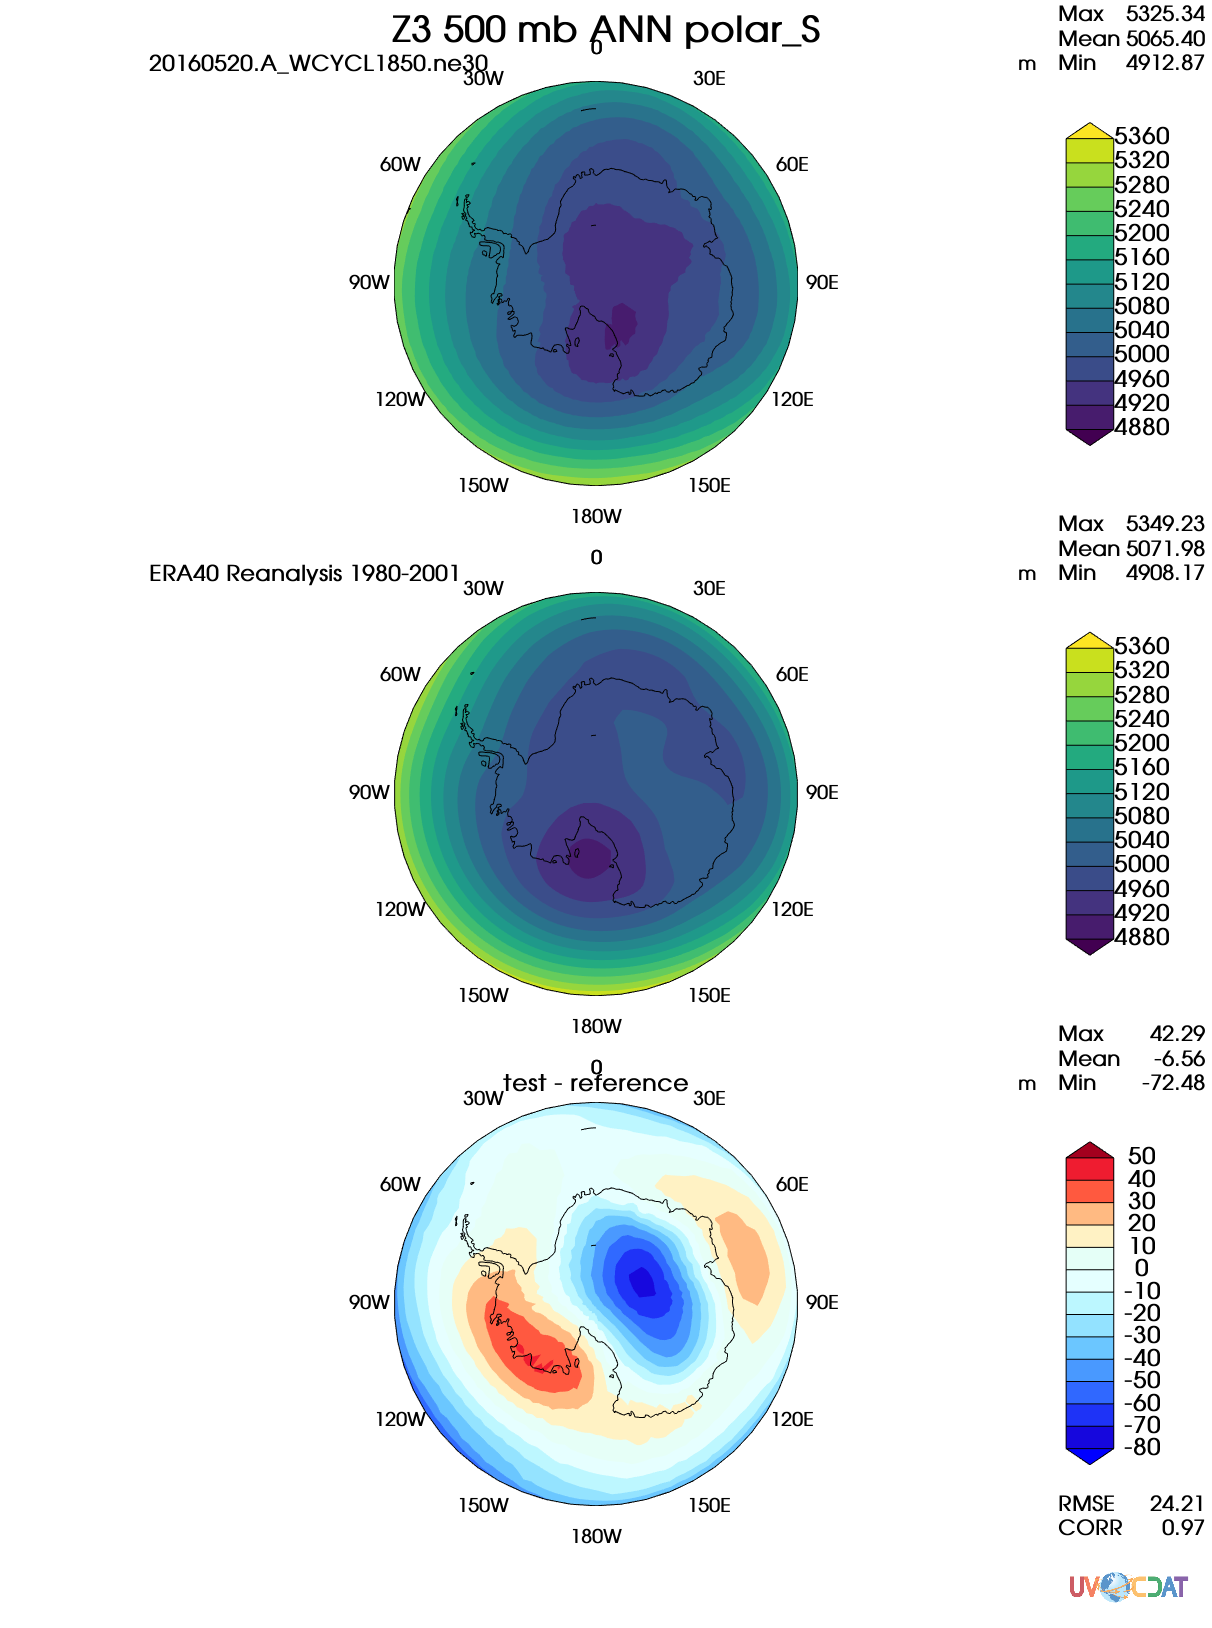 Z3 500 mb ANN polar_S
20160520.A_WCYCL1850.ne30
m
Max 5325.34
Mean 5065.40
Min 4912.87
0
30W 30E
60W 60E
90W 90E
120W 120E
150W 150E
180W
5360
5320
5280
5240
5200
5160
5120
5080
5040
5000
4960
4920
4880
ERA40 Reanalysis 1980-2001
m
Max 5349.23
Mean 5071.98
Min 4908.17
0
30W 30E
60W 60E
90W 90E
120W 120E
150W 150E
180W
5360
5320
5280
5240
5200
5160
5120
5080
5040
5000
4960
4920
4880
test - reference
m
Max 42.29
Mean -6.56
Min -72.48
0
30W 30E
60W 60E
90W 90E
120W 120E
150W 150E
180W
50
40
30
20
10
0
-10
-20
-30
-40
-50
-60
-70
-80
RMSE 24.21
CORR 0.97
UV CDAT